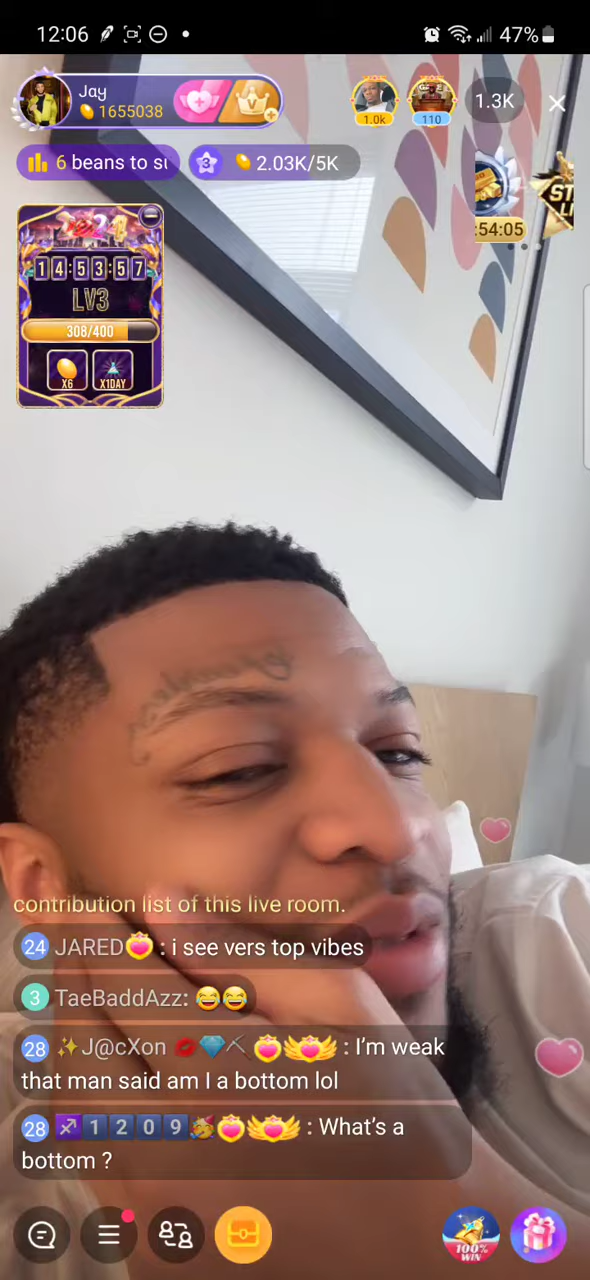 12:06
47%
Jay
1655038
1.0k
110
1.3K
6 beans to
3
2.03K/5K
:54:05
14:53:57
LV3
308/400
X6
X1DAY
contribution list of this live room.
24 JARED : i see vers top vibes
3 TaeBaddAzz: 😂😂
28 ✨J@cXon 💋💎⛏ : I'm weak
that man said am I a bottom lol
28 ♐1209🥳 : What's a
bottom ?
100%
WIN